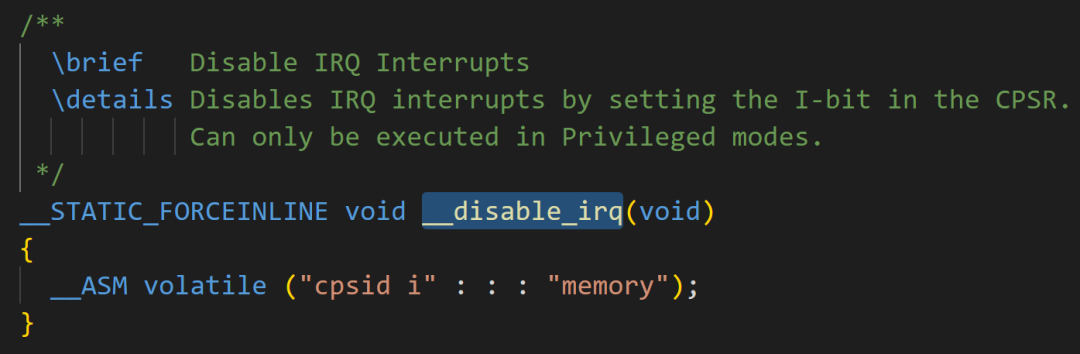 /**
  \brief   Disable IRQ Interrupts
  \details Disables IRQ interrupts by setting the I-bit in the CPSR.
           Can only be executed in Privileged modes.
 */
__STATIC_FORCEINLINE void __disable_irq(void)
{
  __ASM volatile ("cpsid i" : : : "memory");
}